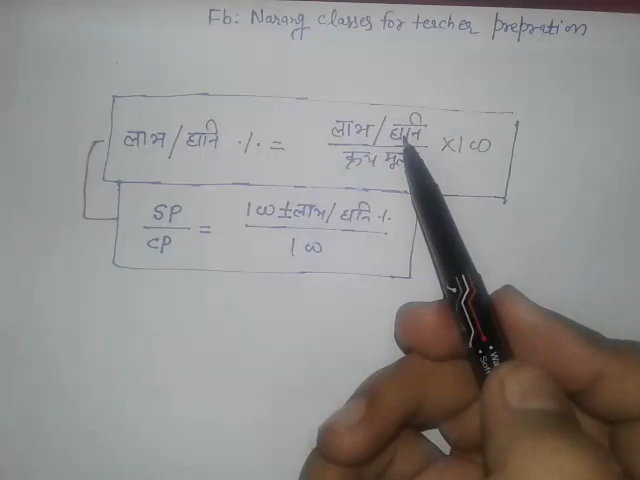 Fb: Narang classes for teacher prepration
लाभ / हानि % = लाभ / हानि × 100
क्रय मूल
SP = 100 ± लाभ / हानि %
CP 100